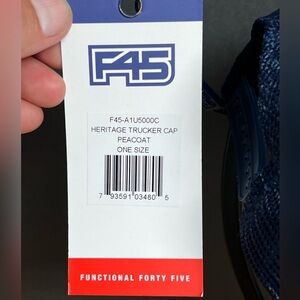 F45
F45-A1U5000C
HERITAGE TRUCKER CAP
PEACOAT
ONE SIZE
7 93591 03480 5
FUNCTIONAL FORTY FIVE